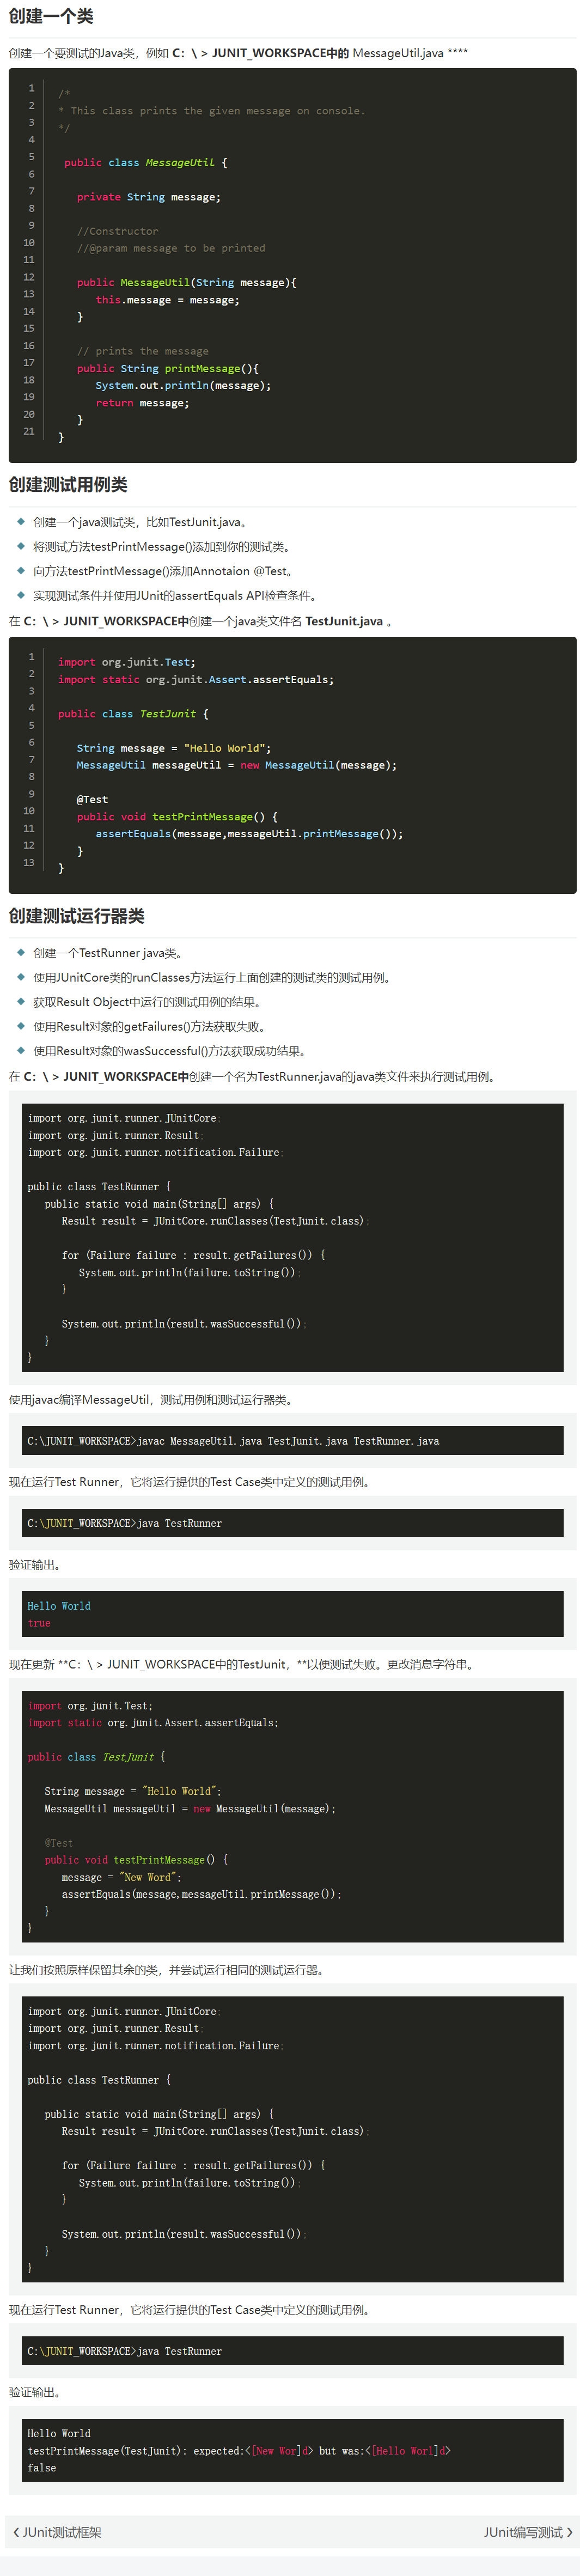 创建一个类
创建一个要测试的Java类，例如 C：\ > JUNIT_WORKSPACE中的 MessageUtil.java ****
1 /*
2 * This class prints the given message on console.
3 */
4
5 public class MessageUtil {
6
7 private String message;
8
9 //Constructor
10 //@param message to be printed
11
12 public MessageUtil(String message){
13 this.message = message;
14 }
15
16 // prints the message
17 public String printMessage(){
18 System.out.println(message);
19 return message;
20 }
21 }
创建测试用例类
创建一个java测试类，比如TestJunit.java。
将测试方法testPrintMessage()添加到你的测试类。
向方法testPrintMessage()添加Annotaion @Test。
实现测试条件并使用JUnit的assertEquals API检查条件。
在 C：\ > JUNIT_WORKSPACE中创建一个java类文件名 TestJunit.java 。
1 import org.junit.Test;
2 import static org.junit.Assert.assertEquals;
3
4 public class TestJunit {
5
6 String message = "Hello World";
7 MessageUtil messageUtil = new MessageUtil(message);
8
9 @Test
10 public void testPrintMessage() {
11 assertEquals(message,messageUtil.printMessage());
12 }
13 }
创建测试运行器类
创建一个TestRunner java类。
使用JUnitCore类的runClasses方法运行上面创建的测试类的测试用例。
获取Result Object中运行的测试用例的结果。
使用Result对象的getFailures()方法获取失败。
使用Result对象的wasSuccessful()方法获取成功结果。
在 C：\ > JUNIT_WORKSPACE中创建一个名为TestRunner.java的java类文件来执行测试用例。
import org.junit.runner.JUnitCore;
import org.junit.runner.Result;
import org.junit.runner.notification.Failure;
public class TestRunner {
public static void main(String[] args) {
Result result = JUnitCore.runClasses(TestJunit.class);
for (Failure failure : result.getFailures()) {
System.out.println(failure.toString());
}
System.out.println(result.wasSuccessful());
}
}
使用javac编译MessageUtil，测试用例和测试运行器类。
C:\JUNIT_WORKSPACE>javac MessageUtil.java TestJunit.java TestRunner.java
现在运行Test Runner，它将运行提供的Test Case类中定义的测试用例。
C:\JUNIT_WORKSPACE>java TestRunner
验证输出。
Hello World
true
现在更新 **C：\ > JUNIT_WORKSPACE中的TestJunit，**以便测试失败。更改消息字符串。
import org.junit.Test;
import static org.junit.Assert.assertEquals;
public class TestJunit {
String message = "Hello World";
MessageUtil messageUtil = new MessageUtil(message);
@Test
public void testPrintMessage() {
message = "New Word";
assertEquals(message,messageUtil.printMessage());
}
}
让我们按照原样保留其余的类，并尝试运行相同的测试运行器。
import org.junit.runner.JUnitCore;
import org.junit.runner.Result;
import org.junit.runner.notification.Failure;
public class TestRunner {
public static void main(String[] args) {
Result result = JUnitCore.runClasses(TestJunit.class);
for (Failure failure : result.getFailures()) {
System.out.println(failure.toString());
}
System.out.println(result.wasSuccessful());
}
}
现在运行Test Runner，它将运行提供的Test Case类中定义的测试用例。
C:\JUNIT_WORKSPACE>java TestRunner
验证输出。
Hello World
testPrintMessage(TestJunit): expected:<[New Wor]d> but was:<[Hello Worl]d>
false
JUnit测试框架 JUnit编写测试